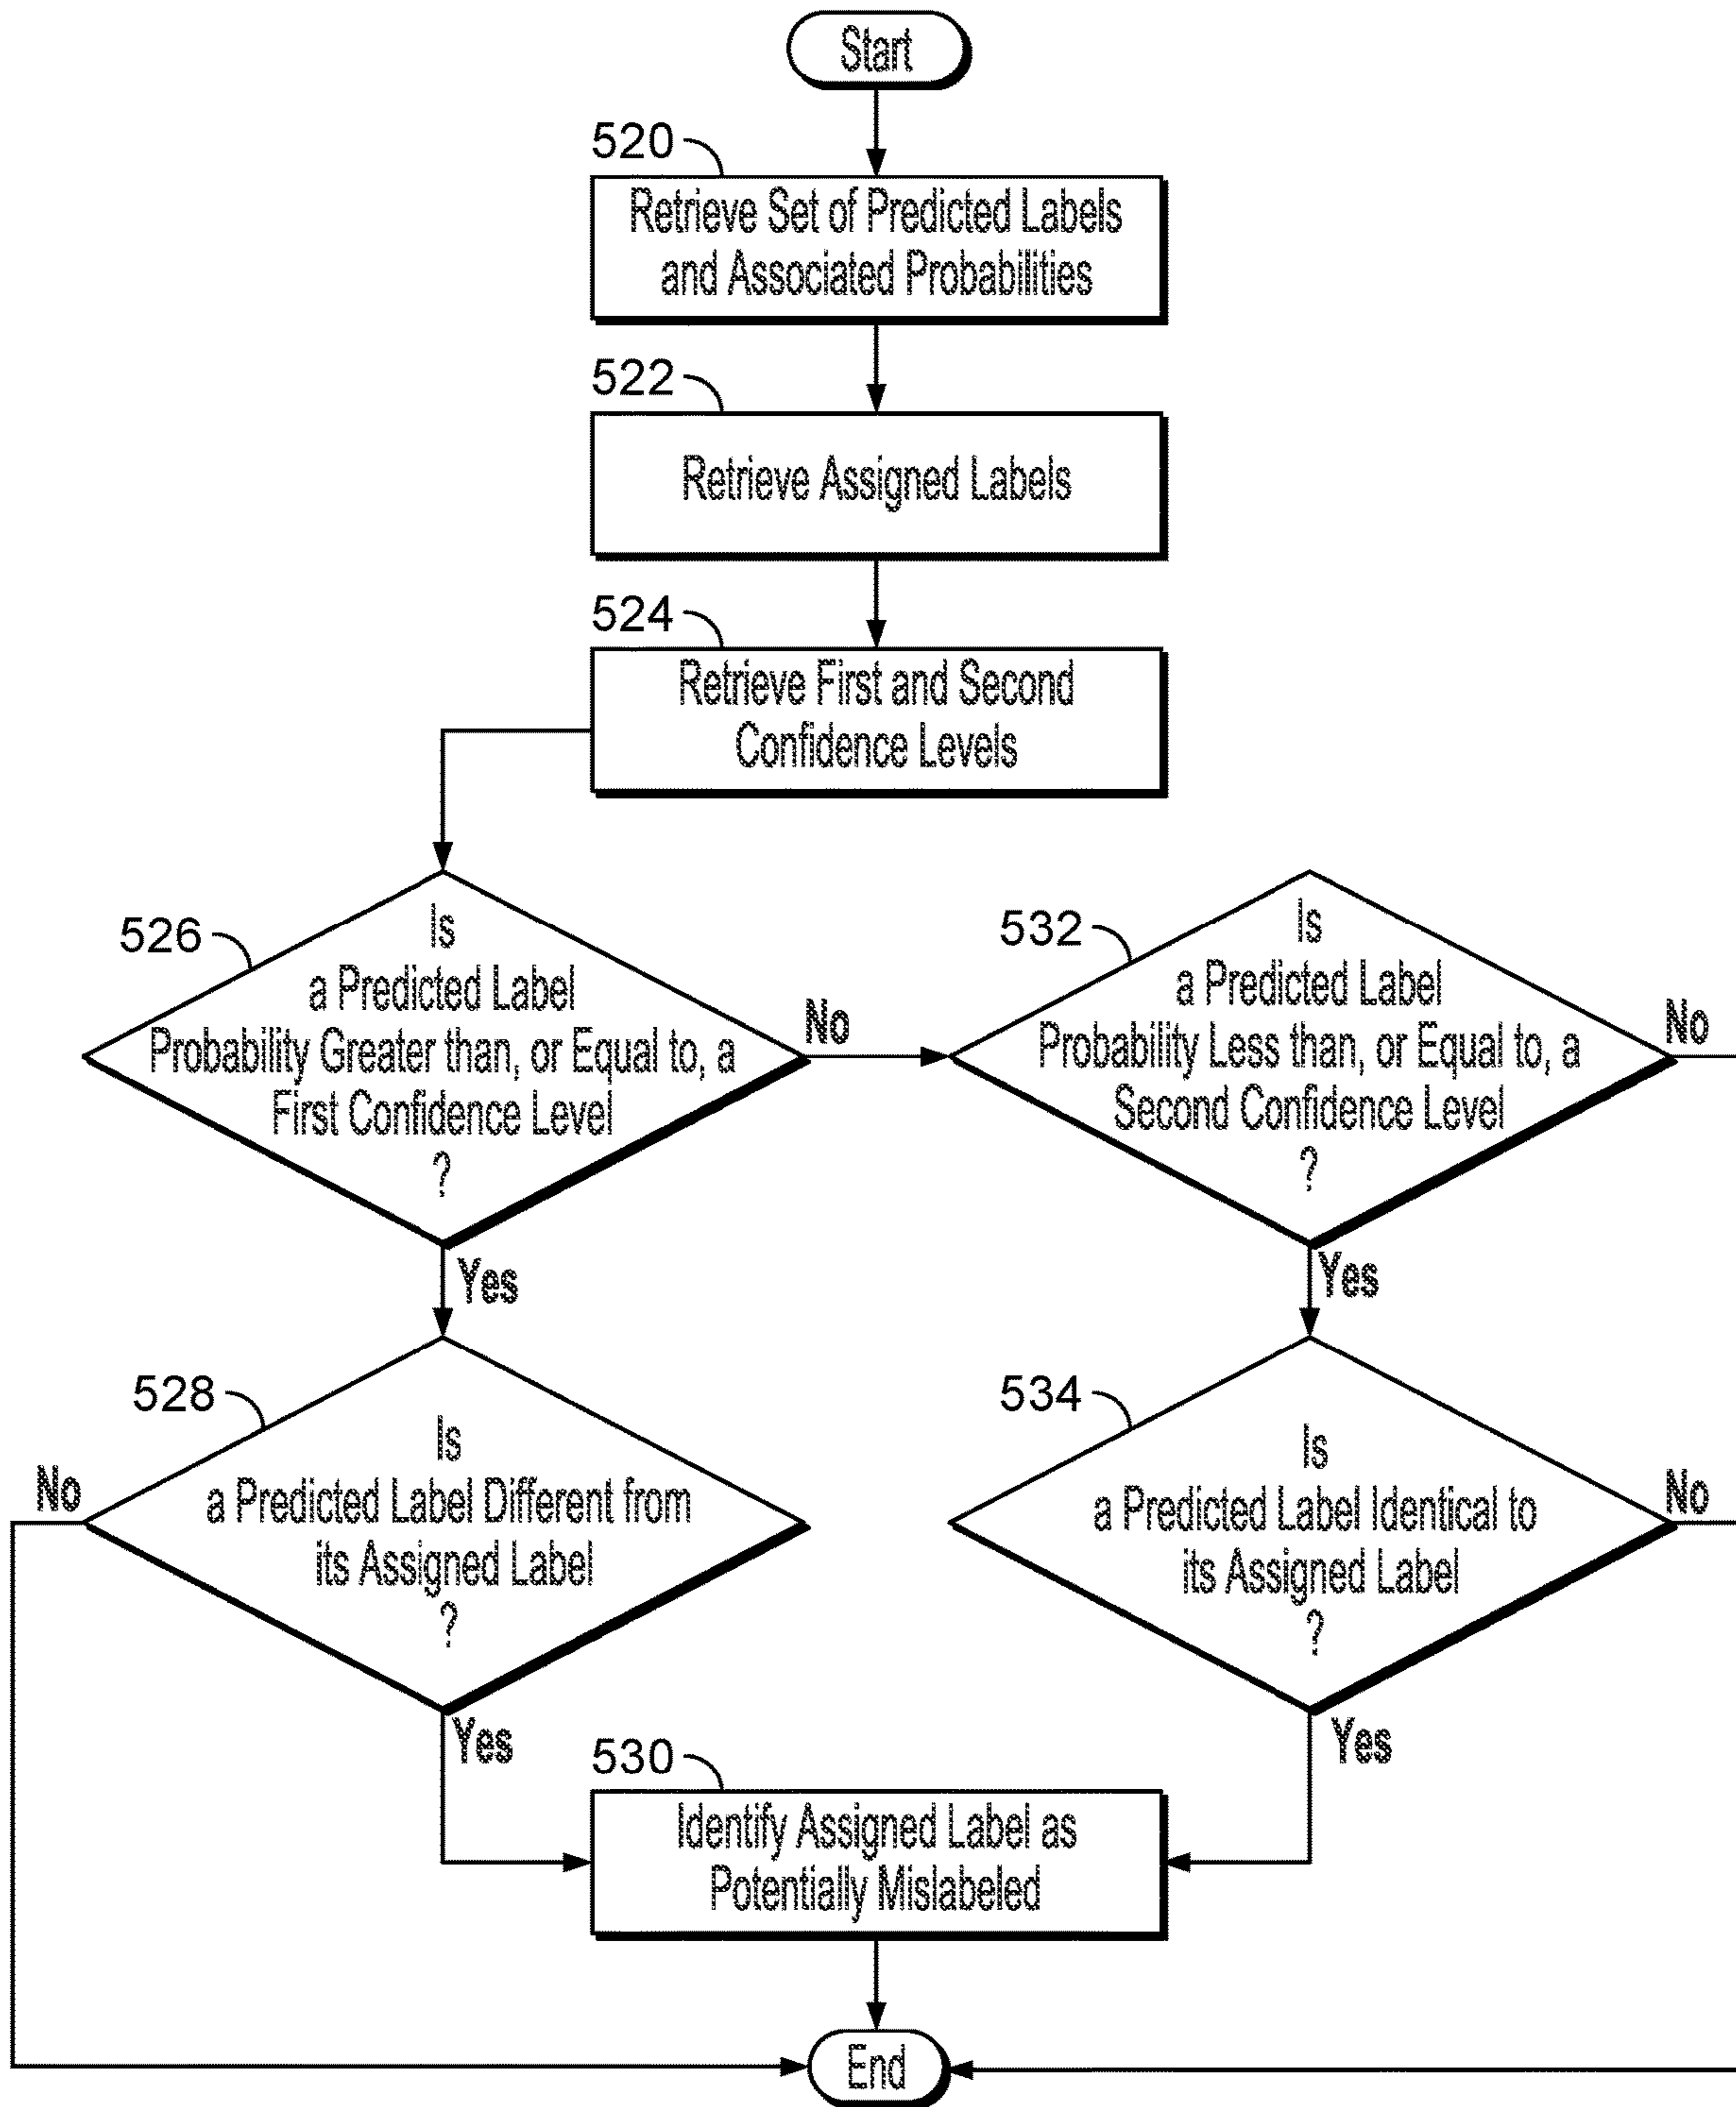 Start
520
Retrieve Set of Predicted Labels
and Associated Probabilities
522
Retrieve Assigned Labels
524
Retrieve First and Second
Confidence Levels
526
Is
a Predicted Label
Probability Greater than, or Equal to, a
First Confidence Level
?
No
Yes
532
Is
a Predicted Label
Probability Less than, or Equal to, a
Second Confidence Level
?
No
Yes
528
Is
a Predicted Label Different from
its Assigned Label
?
No
Yes
534
Is
a Predicted Label Identical to
its Assigned Label
?
No
Yes
530
Identify Assigned Label as
Potentially Mislabeled
End